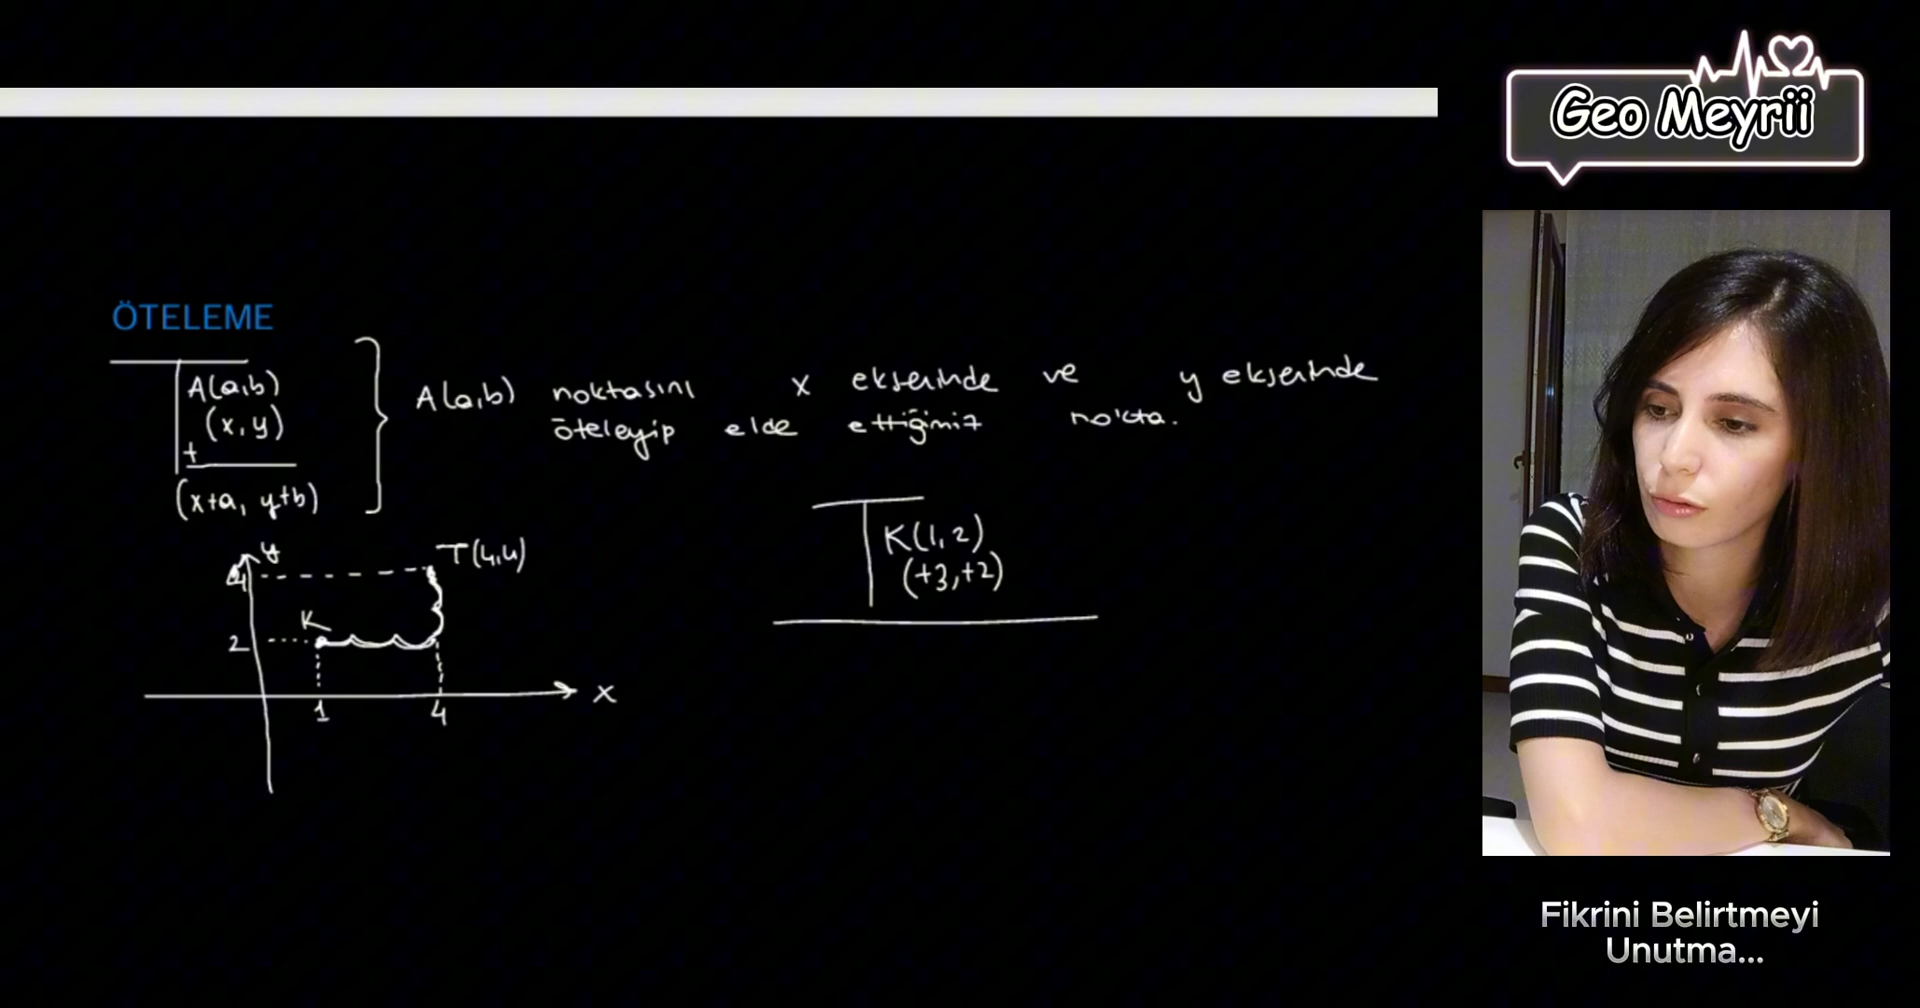 Geo Meyrii
ÖTELEME
A(a,b)
(x, y)
+
(x+a, y+b)
A(a,b) noktasını x ekseninde ve y ekseninde
öteleyip elde ettiğimiz nokta.
K(1, 2)
(+3, +2)
y
T(4,4)
4
K
2
x
1
4
Fikrini Belirtmeyi
Unutma...